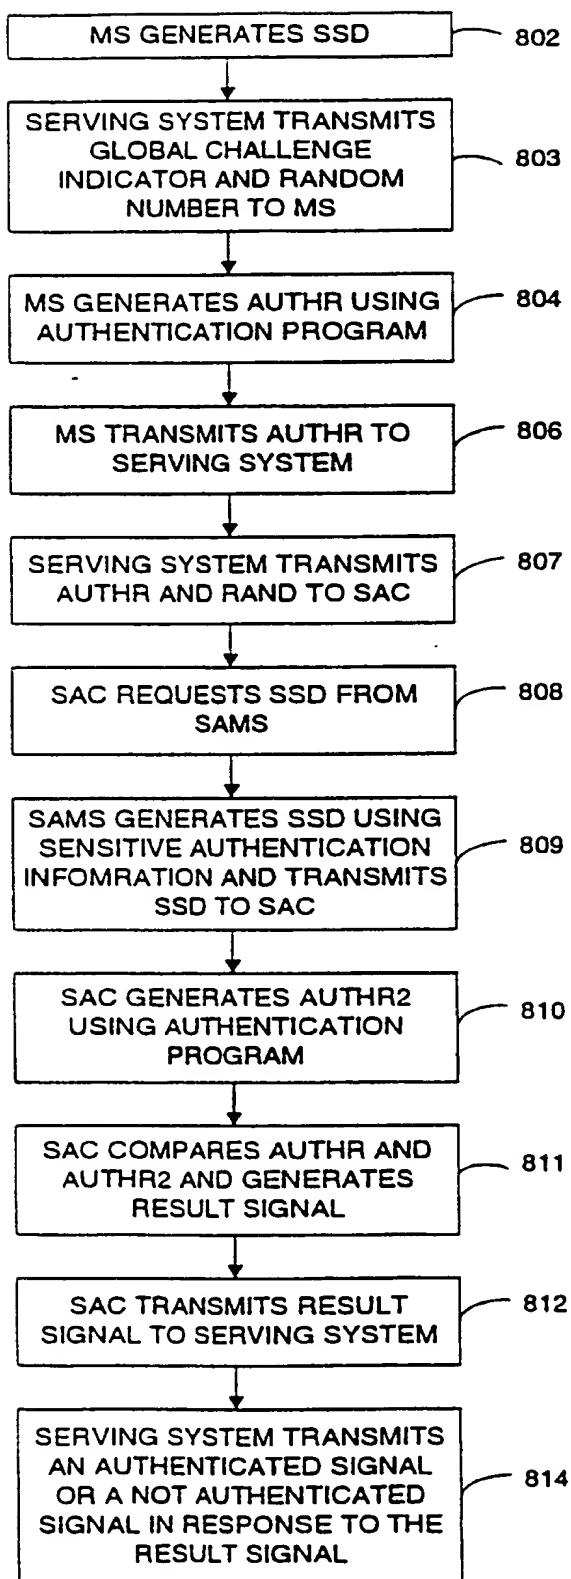 MS GENERATES SSD
802
SERVING SYSTEM TRANSMITS
GLOBAL CHALLENGE
INDICATOR AND RANDOM
NUMBER TO MS
803
MS GENERATES AUTHR USING
AUTHENTICATION PROGRAM
804
MS TRANSMITS AUTHR TO
SERVING SYSTEM
806
SERVING SYSTEM TRANSMITS
AUTHR AND RAND TO SAC
807
SAC REQUESTS SSD FROM
SAMS
808
SAMS GENERATES SSD USING
SENSITIVE AUTHENTICATION
INFOMRATION AND TRANSMITS
SSD TO SAC
809
SAC GENERATES AUTHR2
USING AUTHENTICATION
PROGRAM
810
SAC COMPARES AUTHR AND
AUTHR2 AND GENERATES
RESULT SIGNAL
811
SAC TRANSMITS RESULT
SIGNAL TO SERVING SYSTEM
812
SERVING SYSTEM TRANSMITS
AN AUTHENTICATED SIGNAL
OR A NOT AUTHENTICATED
SIGNAL IN RESPONSE TO THE
RESULT SIGNAL
814